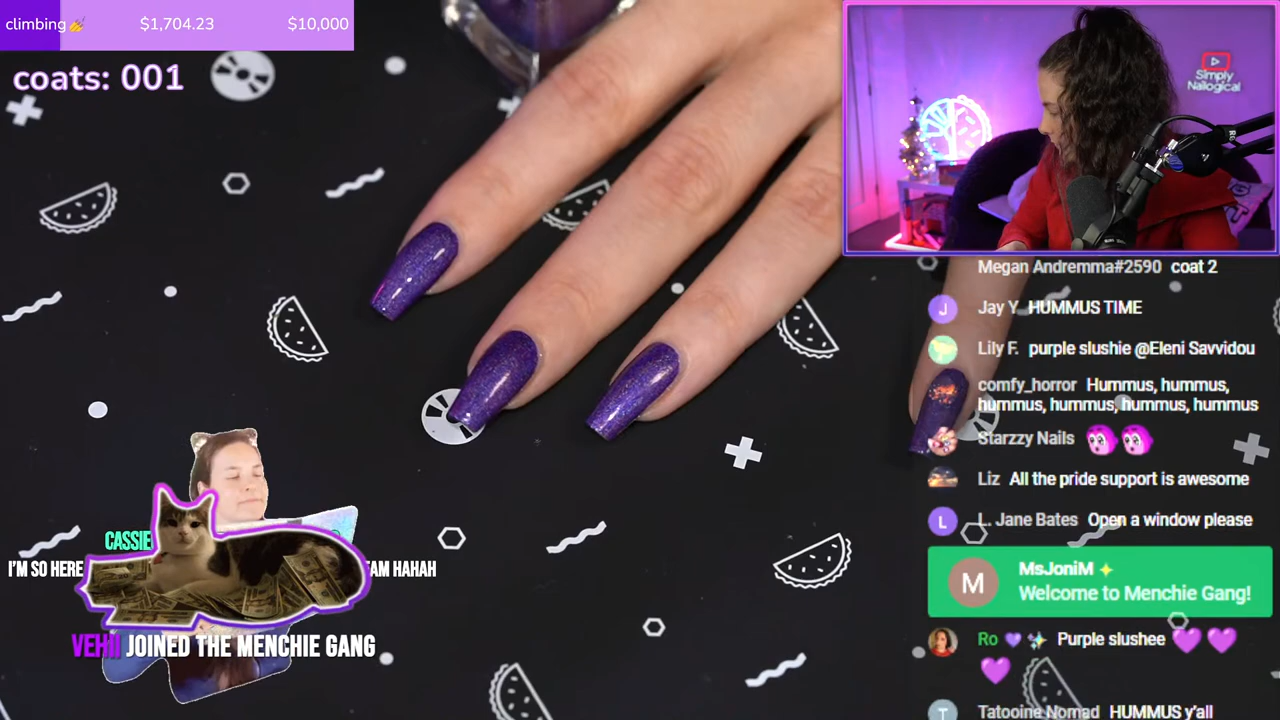 climbing💅 $1,704.23 $10,000
coats: 001
Simply
Nailogical
Megan Andremma#2590 coat 2
Jay Y. HUMMUS TIME
Lily F. purple slushie @Eleni Savvidou
comfy_horror Hummus, hummus,
hummus, hummus, hummus, hummus
Starzzy Nails
Liz All the pride support is awesome
L. Jane Bates Open a window please
M MsJoniM
Welcome to Menchie Gang!
Ro 💜✨ Purple slushee 💜💜
💜
Tatooine Nomad HUMMUS y'all
CASSIE
I'M SO HERE AM HAHAH
VEHII JOINED THE MENCHIE GANG